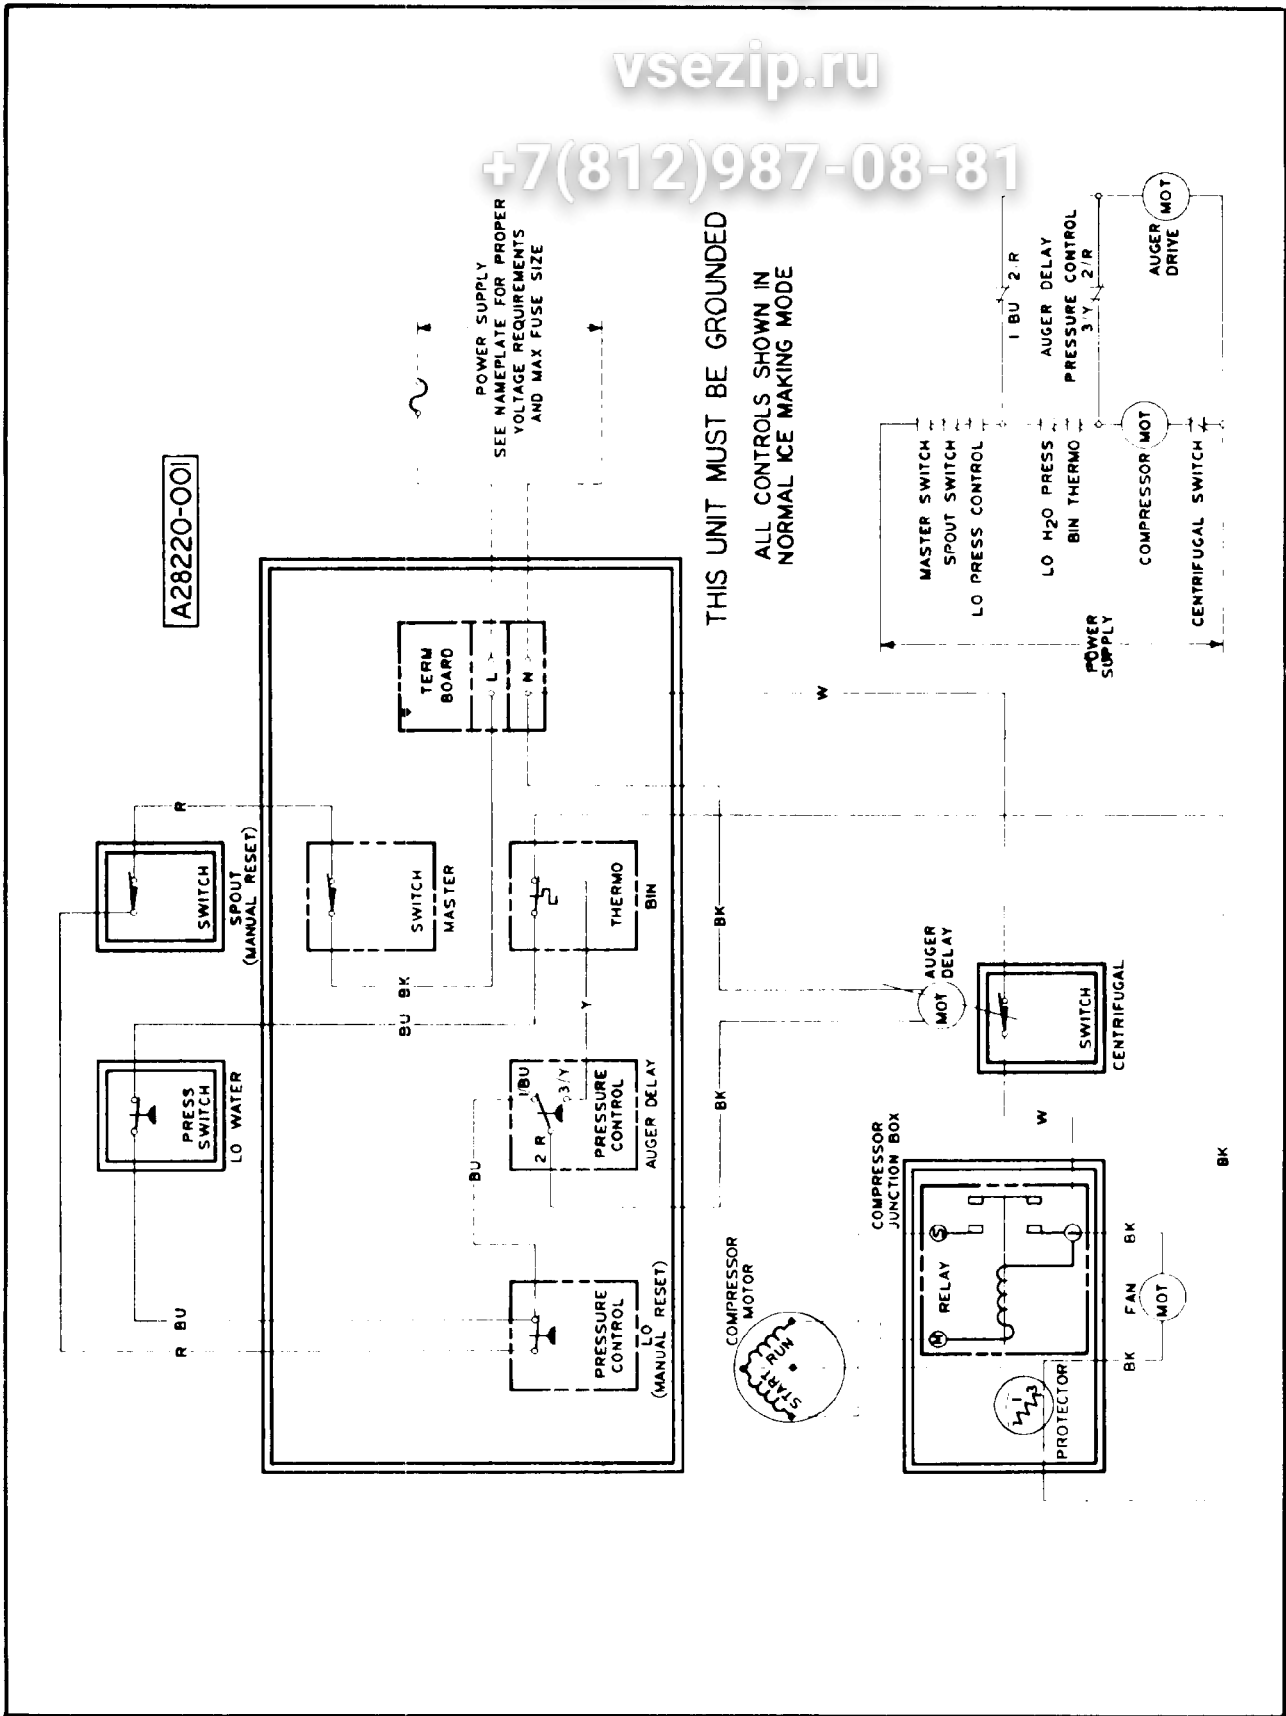 vsezip.ru
+7(812)987-08-81
A28220-001
POWER SUPPLY
SEE NAMEPLATE FOR PROPER
VOLTAGE REQUIREMENTS
AND MAX FUSE SIZE
THIS UNIT MUST BE GROUNDED
ALL CONTROLS SHOWN IN
NORMAL ICE MAKING MODE
TERM
BOARD
L
N
SWITCH
SPOUT
(MANUAL RESET)
R
SWITCH
MASTER
BK
BU
THERMO
BIN
Y
PRESS
SWITCH
LO WATER
1/BU
3/Y
2 R
PRESSURE
CONTROL
AUGER DELAY
BU
PRESSURE
CONTROL
LO
(MANUAL RESET)
BU
R
BK
BK
W
MOT
AUGER
DELAY
SWITCH
CENTRIFUGAL
W
BK
COMPRESSOR
MOTOR
START
RUN
COMPRESSOR
JUNCTION BOX
S
M
L
RELAY
1
3
PROTECTOR
BK
FAN
MOT
BK
MASTER SWITCH
SPOUT SWITCH
LO PRESS CONTROL
LO H2O PRESS
BIN THERMO
COMPRESSOR
MOT
CENTRIFUGAL SWITCH
POWER
SUPPLY
1 BU 2/R
AUGER DELAY
PRESSURE CONTROL
3/Y 2/R
AUGER
DRIVE
MOT